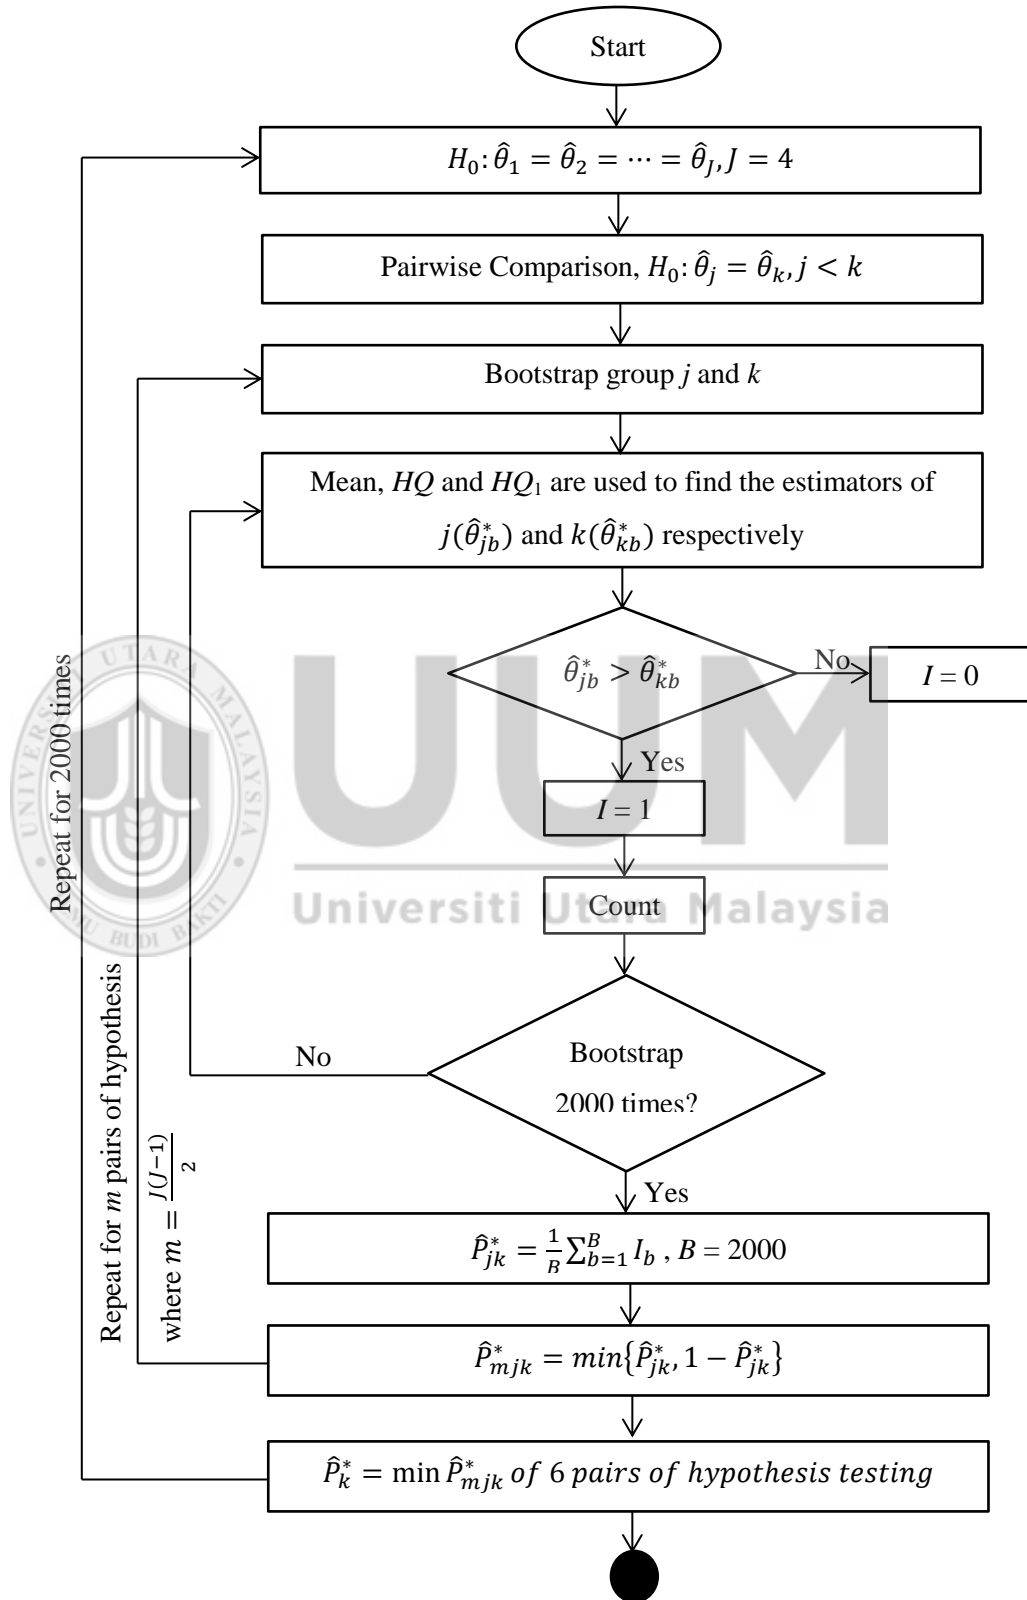 Start
H₀: θ̂₁ = θ̂₂ = ⋯ = θ̂_J, J = 4
Pairwise Comparison, H₀: θ̂ⱼ = θ̂ₖ, j < k
Bootstrap group j and k
Mean, HQ and HQ₁ are used to find the estimators of
j(θ̂*_jb) and k(θ̂*_kb) respectively
θ̂*_jb > θ̂*_kb
No
I = 0
Yes
I = 1
Count
Bootstrap
2000 times?
No
Yes
P̂*_jk = 1/B ∑_{b=1}^{B} I_b , B = 2000
P̂*_mjk = min{P̂*_jk, 1 − P̂*_jk}
P̂*_k = min P̂*_mjk of 6 pairs of hypothesis testing
Repeat for 2000 times
Repeat for m pairs of hypothesis
where m = J(J−1)/2
UUM
Universiti Utara Malaysia
UNIVERSITI UTARA MALAYSIA
ILMU BUDI BAKTI